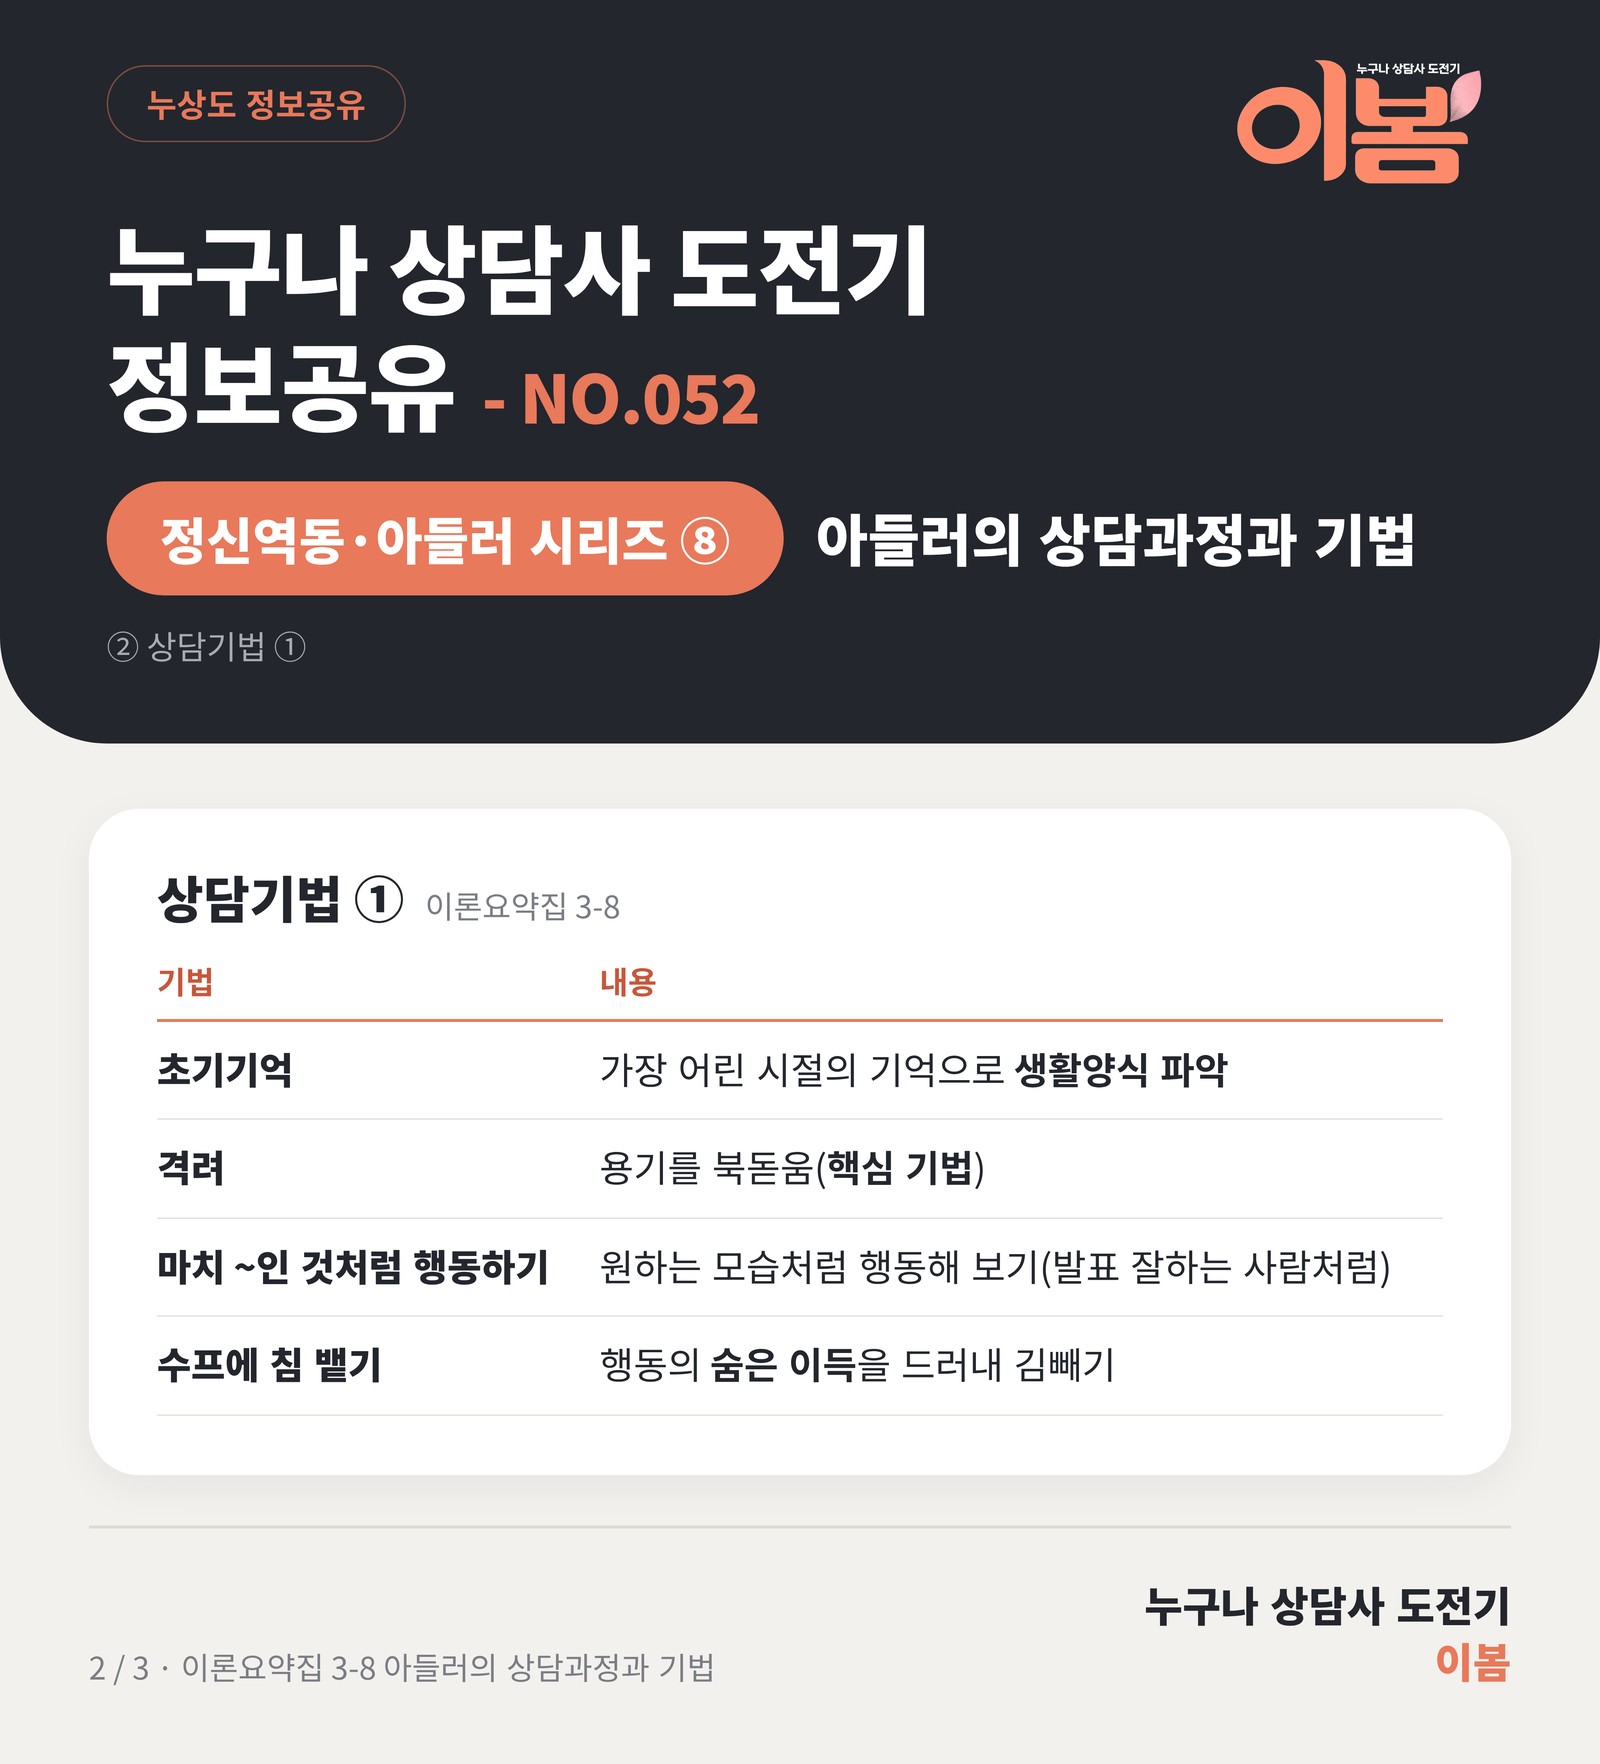 누상도 정보공유
누구나 상담사 도전기
이봄
누구나 상담사 도전기
정보공유 - NO.052
정신역동·아들러 시리즈 ⑧ 아들러의 상담과정과 기법
② 상담기법 ①
상담기법 ① 이론요약집 3-8
기법 내용
초기기억 가장 어린 시절의 기억으로 생활양식 파악
격려 용기를 북돋움(핵심 기법)
마치 ~인 것처럼 행동하기 원하는 모습처럼 행동해 보기(발표 잘하는 사람처럼)
수프에 침 뱉기 행동의 숨은 이득을 드러내 김빼기
누구나 상담사 도전기
2 / 3 · 이론요약집 3-8 아들러의 상담과정과 기법 이봄